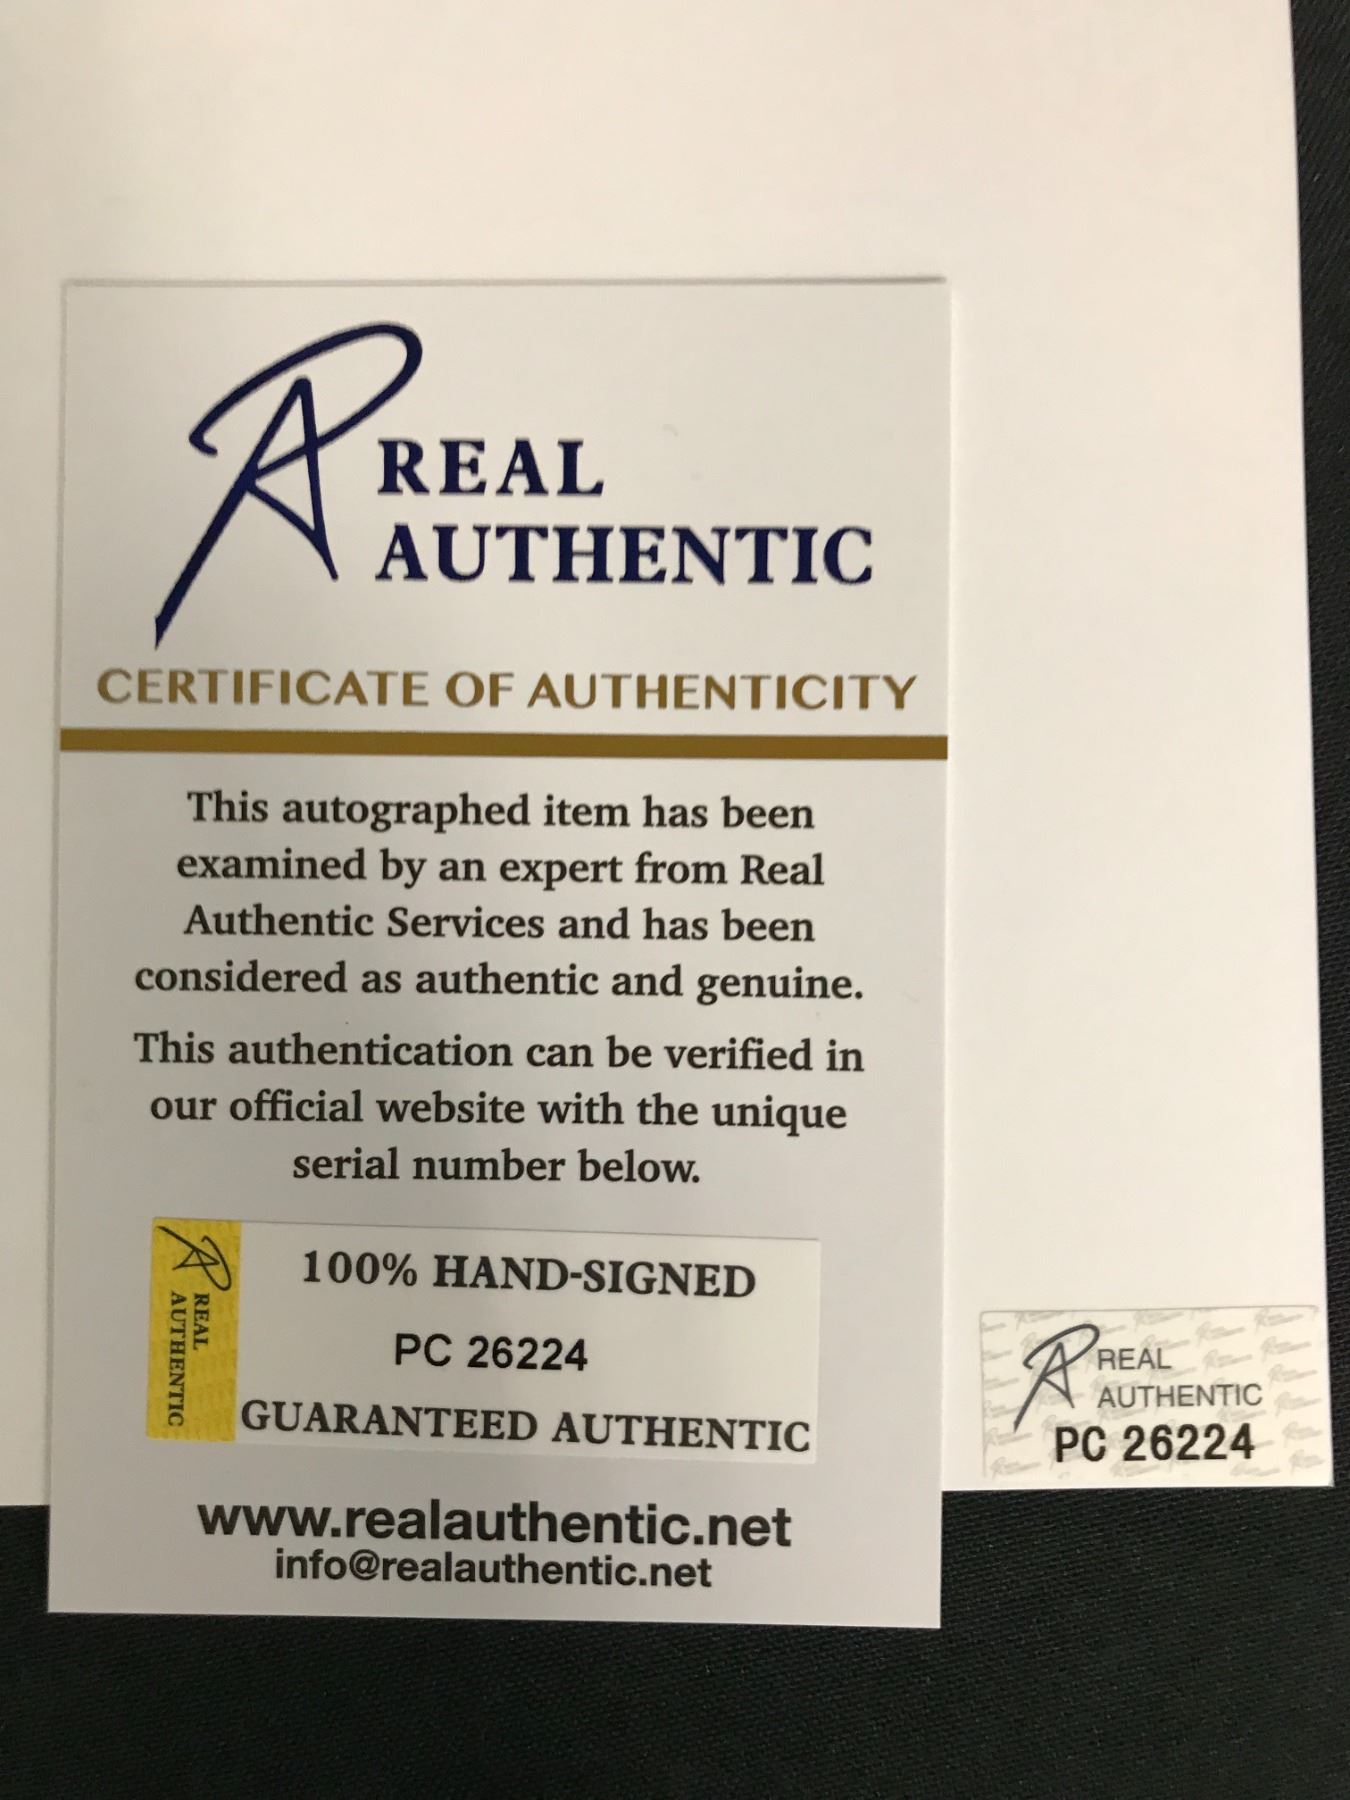 REAL
AUTHENTIC
CERTIFICATE OF AUTHENTICITY
This autographed item has been
examined by an expert from Real
Authentic Services and has been
considered as authentic and genuine.
This authentication can be verified in
our official website with the unique
serial number below.
REAL
AUTHENTIC
100% HAND-SIGNED
PC 26224
GUARANTEED AUTHENTIC
www.realauthentic.net
info@realauthentic.net
REAL
AUTHENTIC
PC 26224